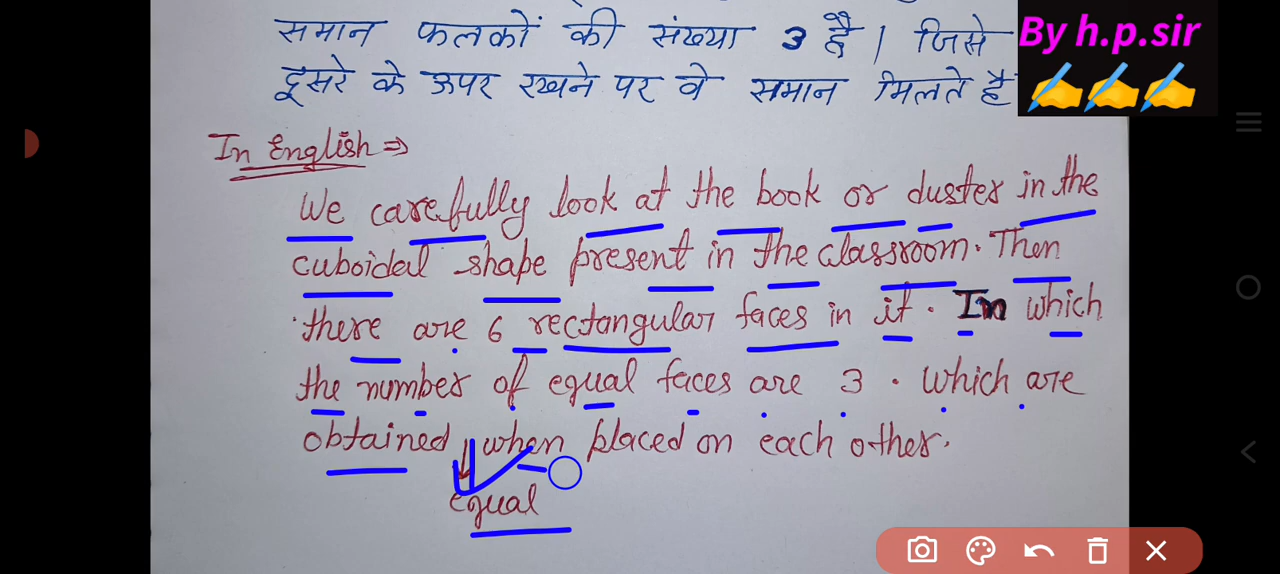 समान फलकों की संख्या 3 है। जिसे
दूसरे के ऊपर रखने पर वे समान मिलते है
By h.p.sir
In English ⇒
We carefully look at the book or duster in the
cuboidal shape present in the classroom. Then
there are 6 rectangular faces in it. In which
the number of equal faces are 3. which are
obtained when placed on each other.
equal